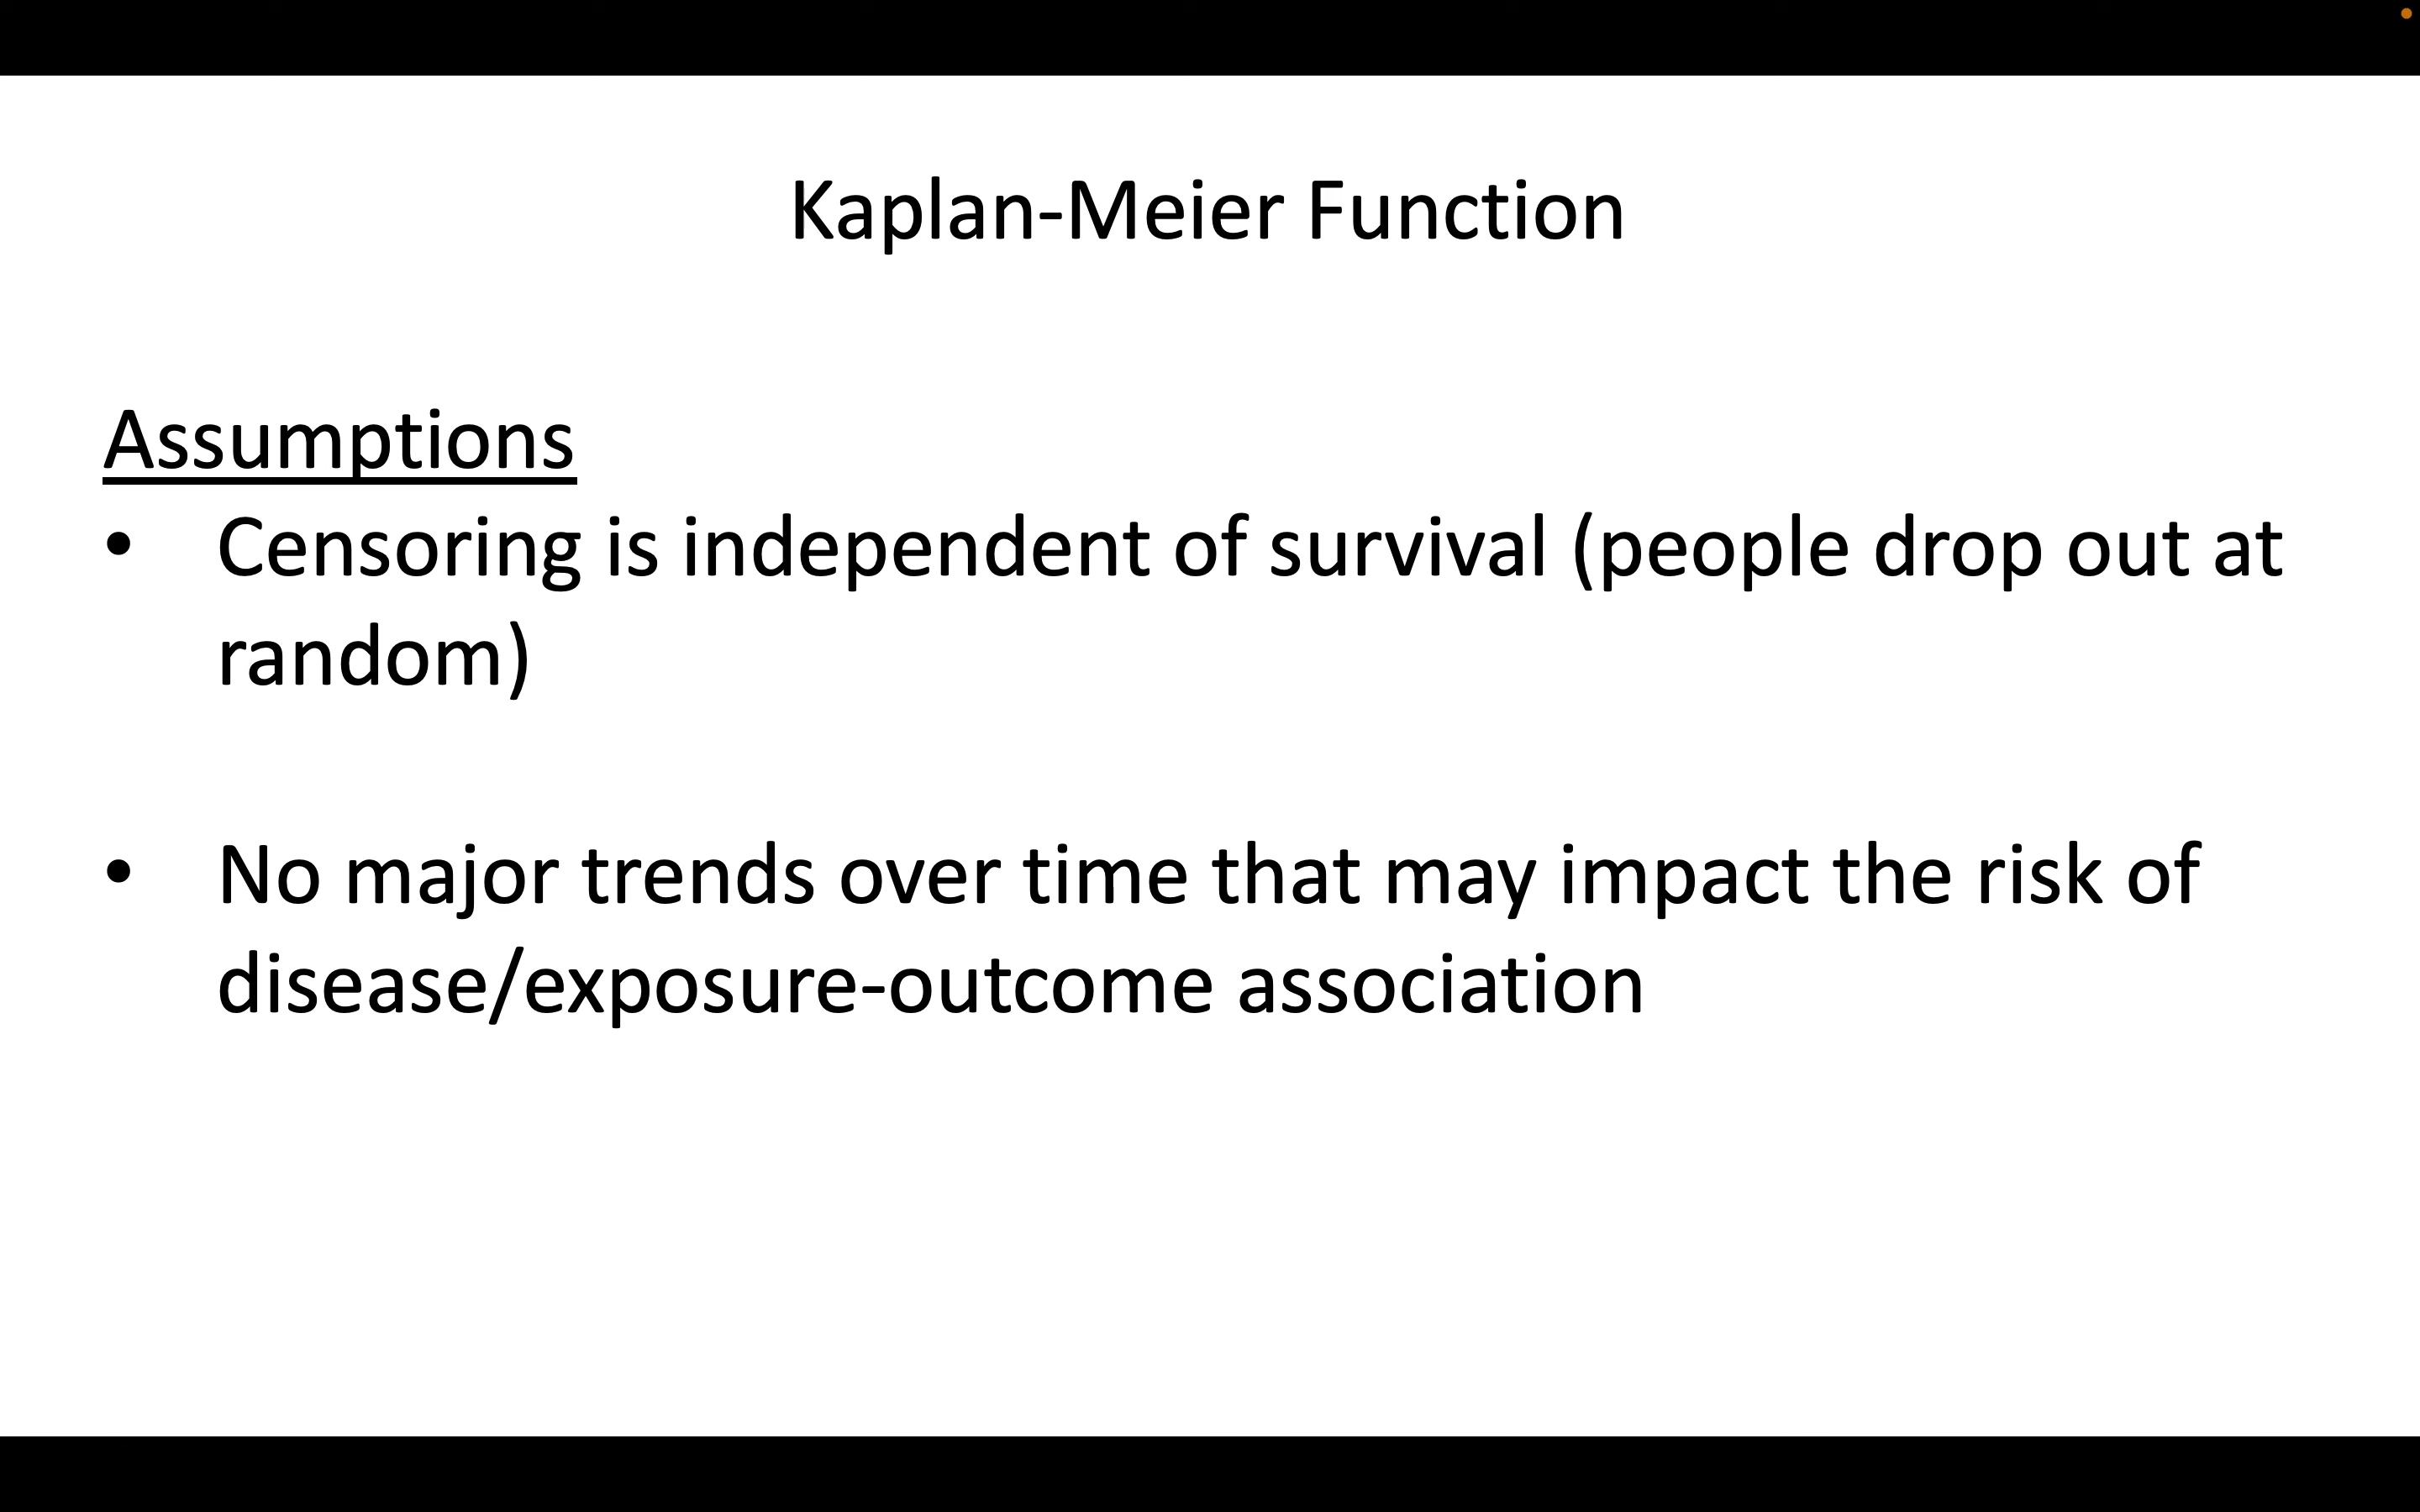 Kaplan-Meier Function
Assumptions
• Censoring is independent of survival (people drop out at
random)
• No major trends over time that may impact the risk of
disease/exposure-outcome association